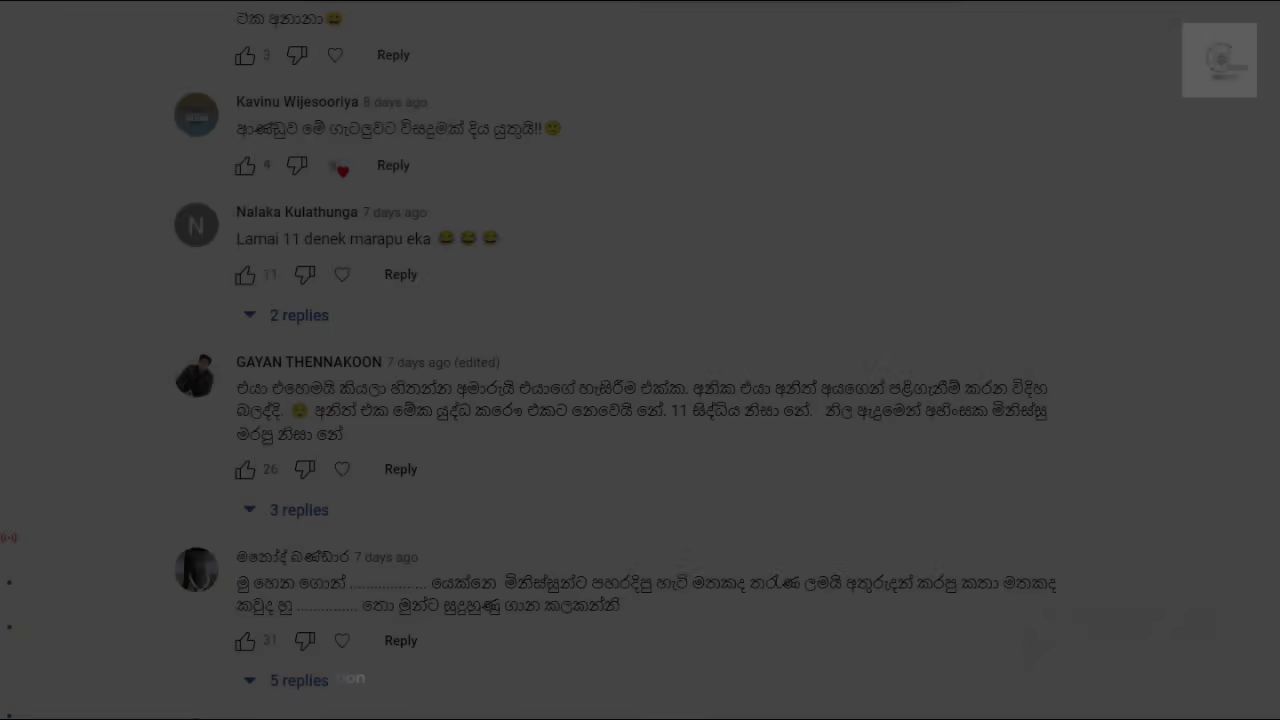 ටික අනානා😀
3 Reply
Kavinu Wijesooriya 8 days ago
ආණ්ඩුව මේ ගැටලුවට විසදුමක් දිය යුතුයි!!🙁
4 Reply
N
Nalaka Kulathunga 7 days ago
Lamai 11 denek marapu eka 😂 😂 😂
11 Reply
2 replies
GAYAN THENNAKOON 7 days ago (edited)
එයා එහෙමයි කියලා හිතන්න අමාරුයි එයාගේ හැසිරීම එක්ක. අනික එයා අනිත් අයගෙන් පළිගැනීම් කරන විදිහ
බලද්දි. 😌 අනිත් එක මේක යුද්ධ කරෞ එකට නෙවෙයි නේ. 11 සිද්ධිය නිසා නේ. නිල ඇදුමෙන් අහිංසක මිනිස්සු
මරපු නිසා නේ
26 Reply
3 replies
මනෝද් බණ්ඩාර 7 days ago
මු හෙන ගොන් .................. යෙක්නෙ මිනිස්සුන්ට පහරදිපු හැටි මතකද තරැණ ලමයි අතුරුදන් කරපු කතා මතකද
කවුද හු .............. තො මුන්ට සුදුහුණු ගාන කලකන්නි
31 Reply
5 replies